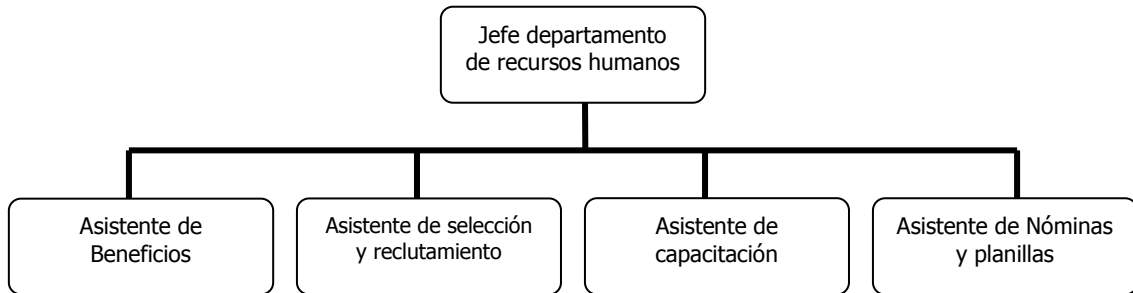 Jefe departamento
de recursos humanos
Asistente de
Beneficios
Asistente de selección
y reclutamiento
Asistente de
capacitación
Asistente de Nóminas
y planillas